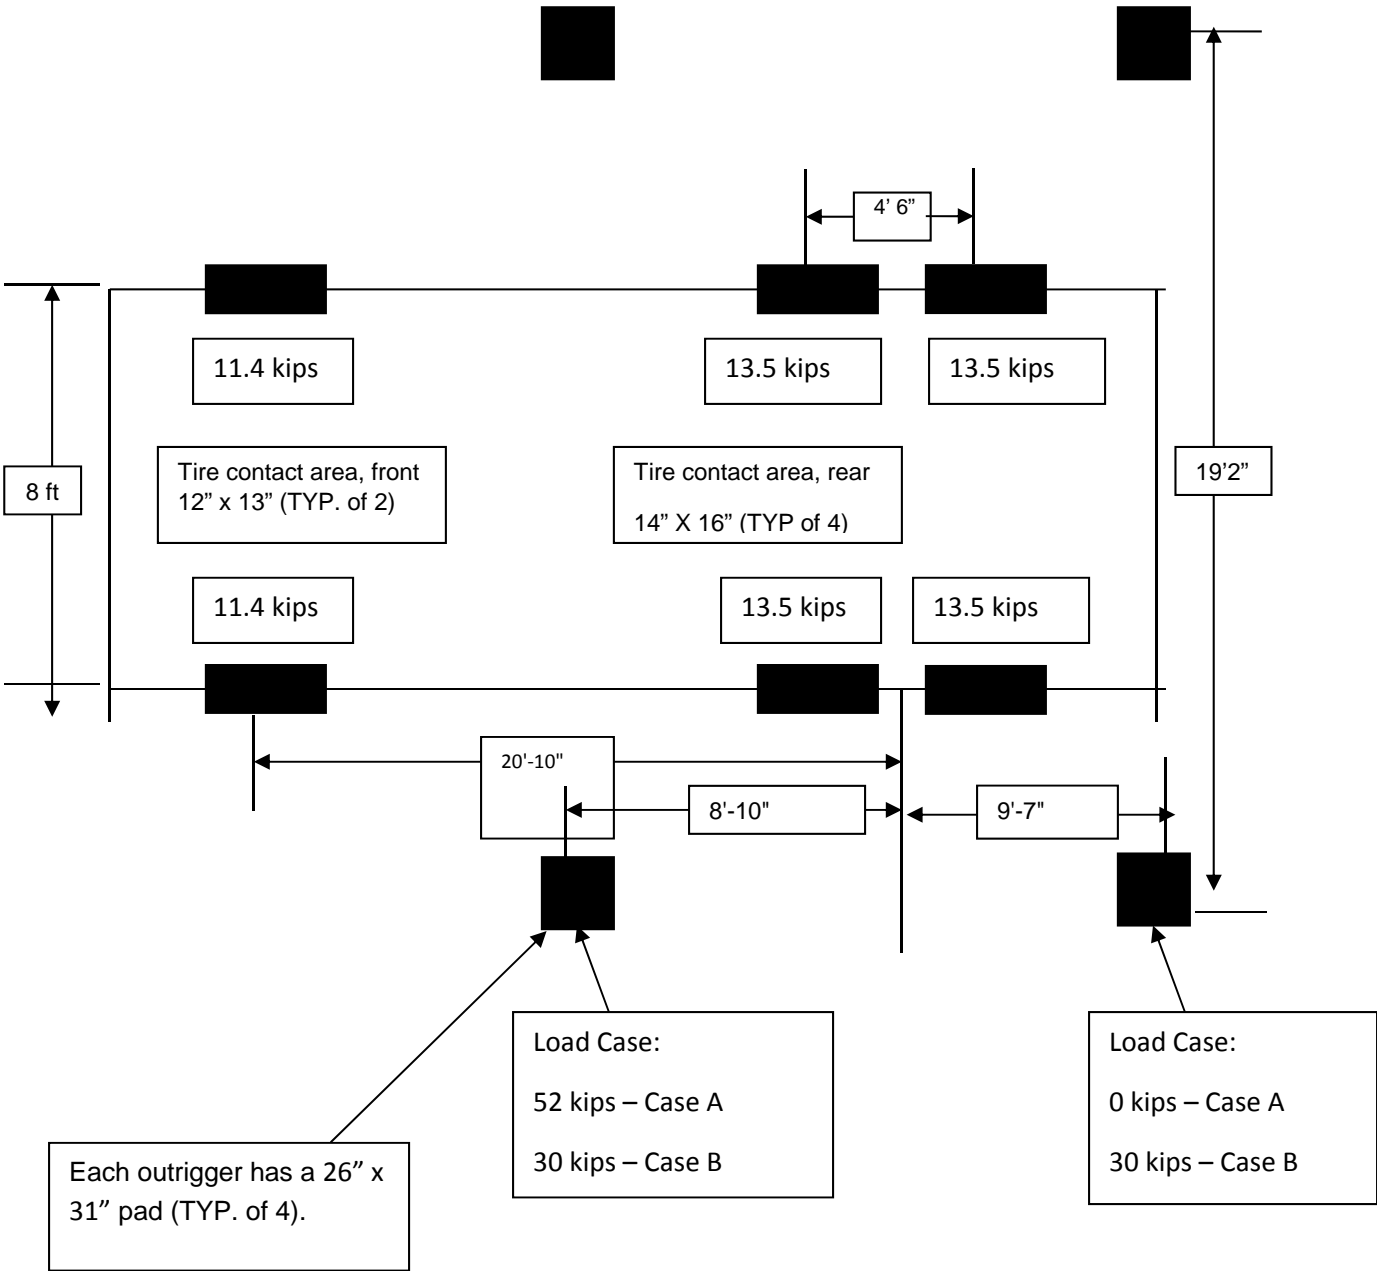 4' 6”
11.4 kips
13.5 kips
13.5 kips
8 ft
Tire contact area, front
12” x 13” (TYP. of 2)
Tire contact area, rear
14” X 16” (TYP of 4)
19’2”
11.4 kips
13.5 kips
13.5 kips
20'-10"
8'-10"
9'-7"
Load Case:
52 kips – Case A
30 kips – Case B
Load Case:
0 kips – Case A
30 kips – Case B
Each outrigger has a 26” x
31” pad (TYP. of 4).